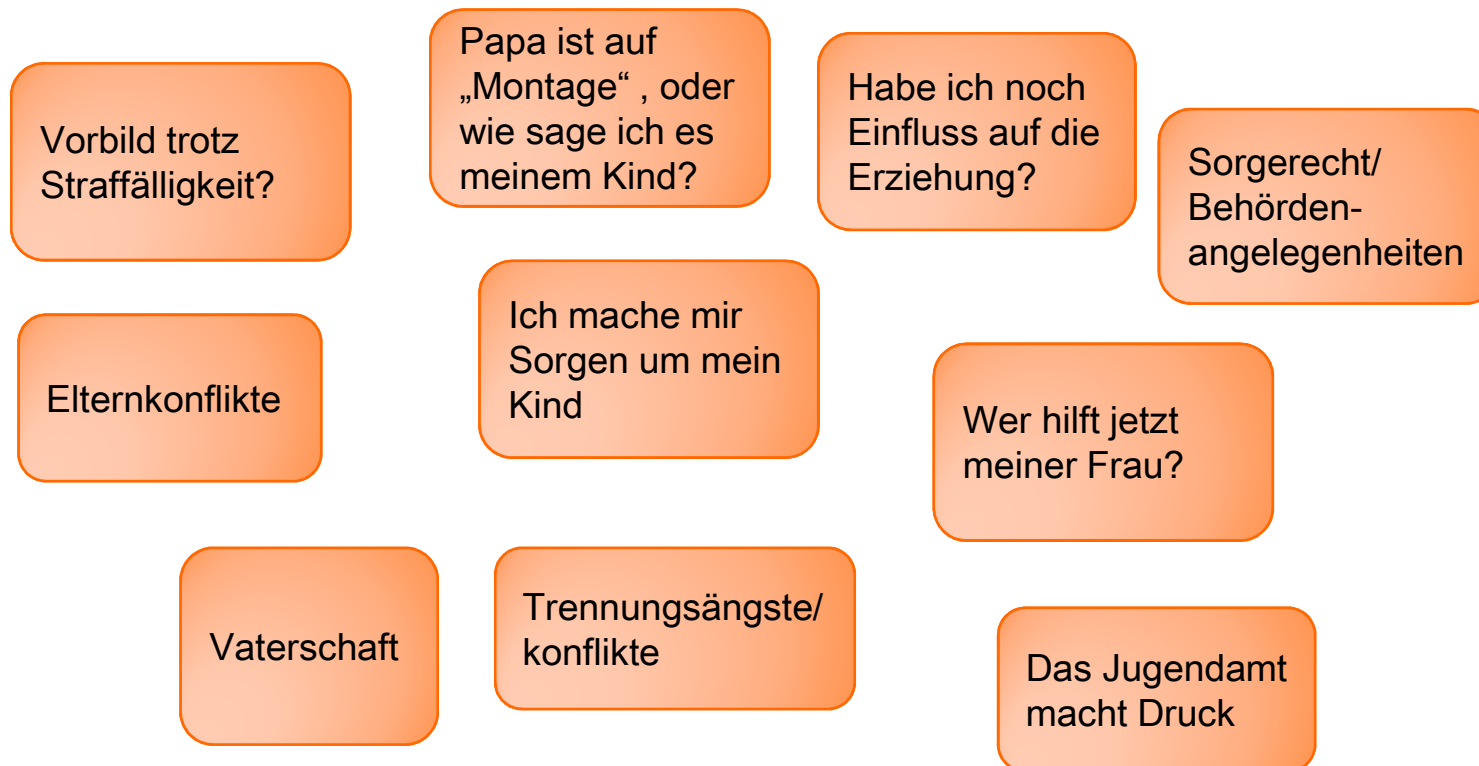 Vorbild trotz
Straffälligkeit?
Papa ist auf
„Montage“ , oder
wie sage ich es
meinem Kind?
Habe ich noch
Einfluss auf die
Erziehung?
Sorgerecht/
Behörden-
angelegenheiten
Elternkonflikte
Ich mache mir
Sorgen um mein
Kind
Wer hilft jetzt
meiner Frau?
Vaterschaft
Trennungsängste/
konflikte
Das Jugendamt
macht Druck